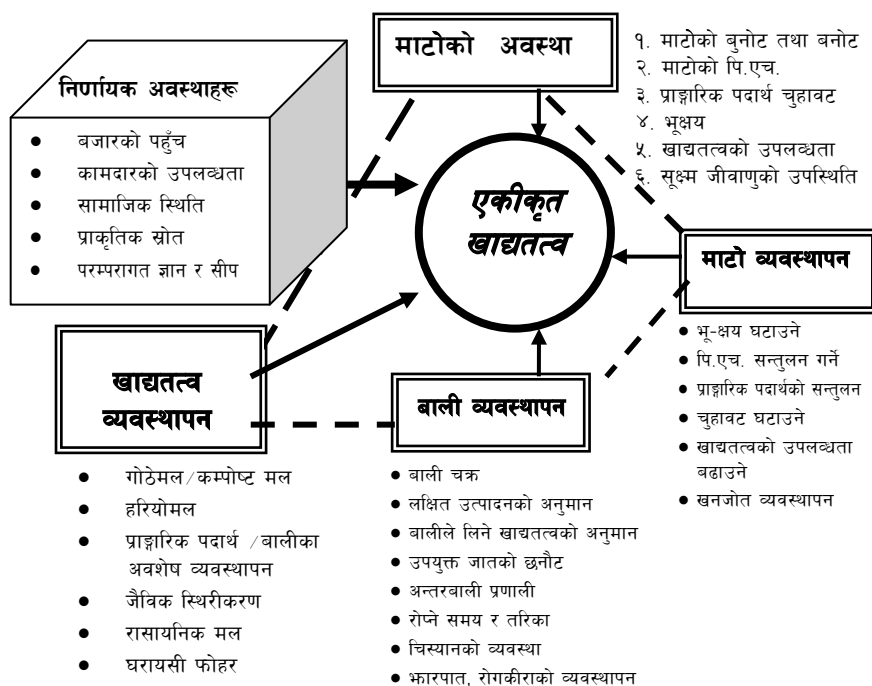 माटोको अवस्था
१. माटोको बुनोट तथा बनोट
२. माटोको पि.एच.
३. प्राङ्गारिक पदार्थ चुहावट
४. भूक्षय
५. खाद्यतत्वको उपलब्धता
६. सूक्ष्म जीवाणुको उपस्थिति
निर्णायक अवस्थाहरू
● बजारको पहुँच
● कामदारको उपलब्धता
● सामाजिक स्थिति
● प्राकृतिक स्रोत
● परम्परागत ज्ञान र सीप
एकीकृत
खाद्यतत्व
माटो व्यवस्थापन
● भू-क्षय घटाउने
● पि.एच. सन्तुलन गर्ने
● प्राङ्गारिक पदार्थको सन्तुलन
● चुहावट घटाउने
● खाद्यतत्वको उपलब्धता
बढाउने
● खनजोत व्यवस्थापन
खाद्यतत्व
व्यवस्थापन
● गोठेमल/कम्पोष्ट मल
● हरियोमल
● प्राङ्गारिक पदार्थ /बालीका
अवशेष व्यवस्थापन
● जैविक स्थिरीकरण
● रासायनिक मल
● घरायसी फोहर
बाली व्यवस्थापन
● बाली चक्र
● लक्षित उत्पादनको अनुमान
● बालीले लिने खाद्यतत्वको अनुमान
● उपयुक्त जातको छनौट
● अन्तरबाली प्रणाली
● रोप्ने समय र तरिका
● चिस्यानको व्यवस्था
● झारपात, रोगकीराको व्यवस्थापन